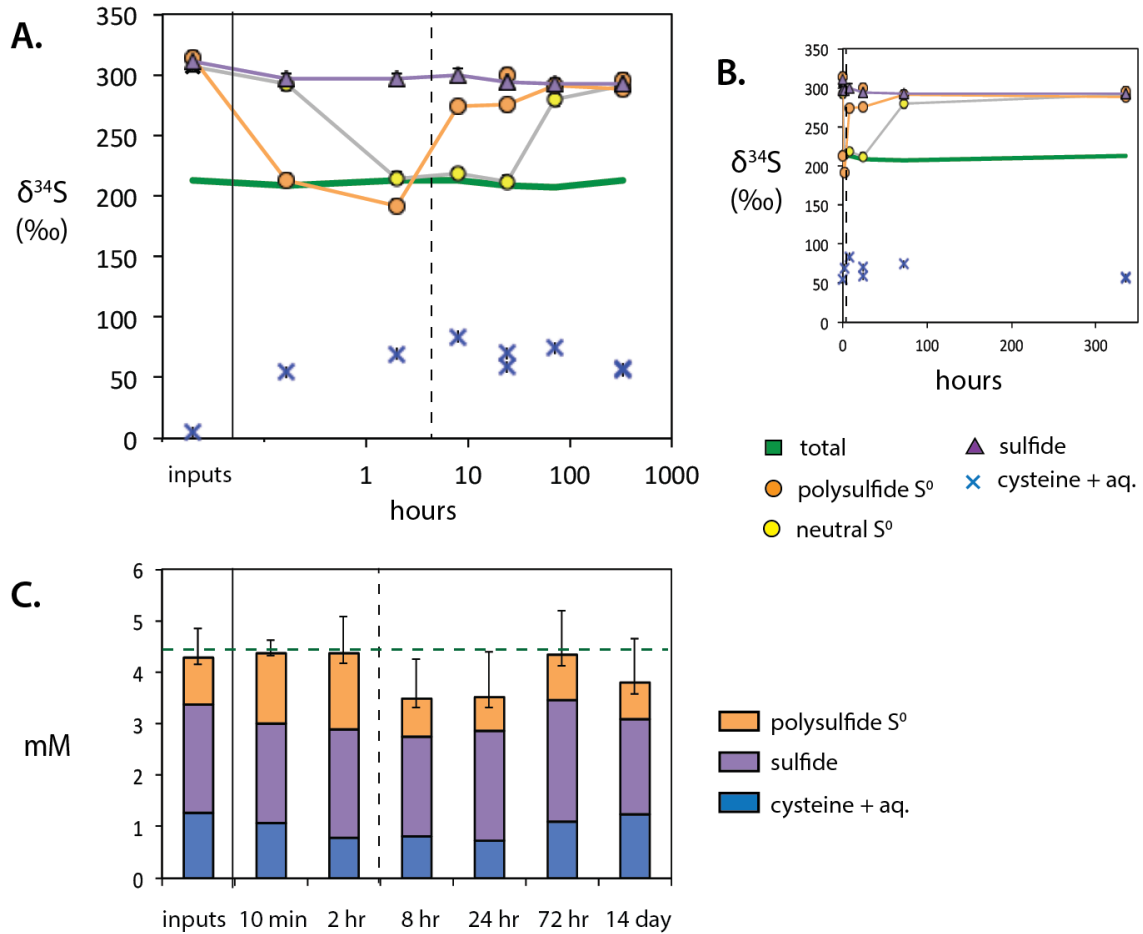 A.
350
300
250
200
150
100
50
0
δ³⁴S
(‰)
inputs
1
10
100
1000
hours
B.
350
300
250
200
150
100
50
0
δ³⁴S
(‰)
0
100
200
300
hours
total
polysulfide S⁰
neutral S⁰
sulfide
cysteine + aq.
C.
6
5
4
3
2
1
0
mM
inputs 10 min 2 hr 8 hr 24 hr 72 hr 14 day
polysulfide S⁰
sulfide
cysteine + aq.